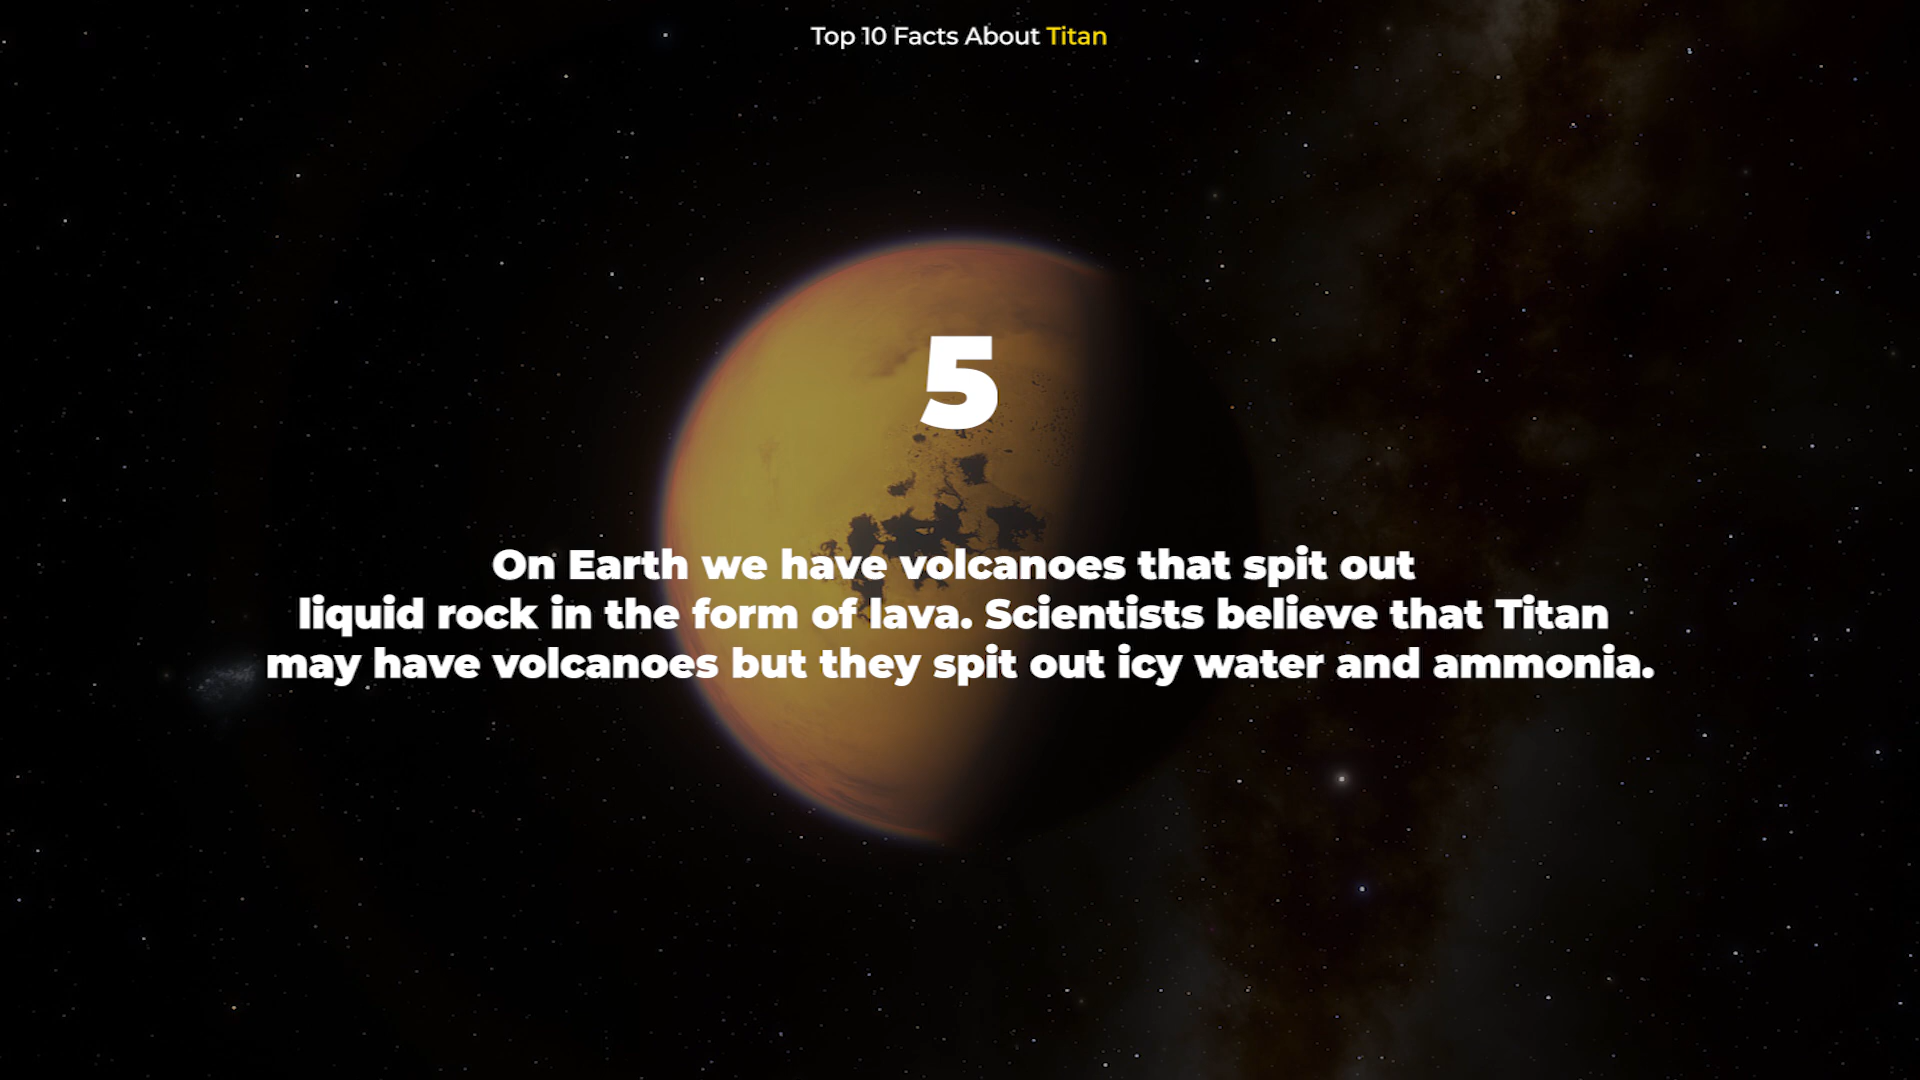 Top 10 Facts About Titan
5
On Earth we have volcanoes that spit out
liquid rock in the form of lava. Scientists believe that Titan
may have volcanoes but they spit out icy water and ammonia.